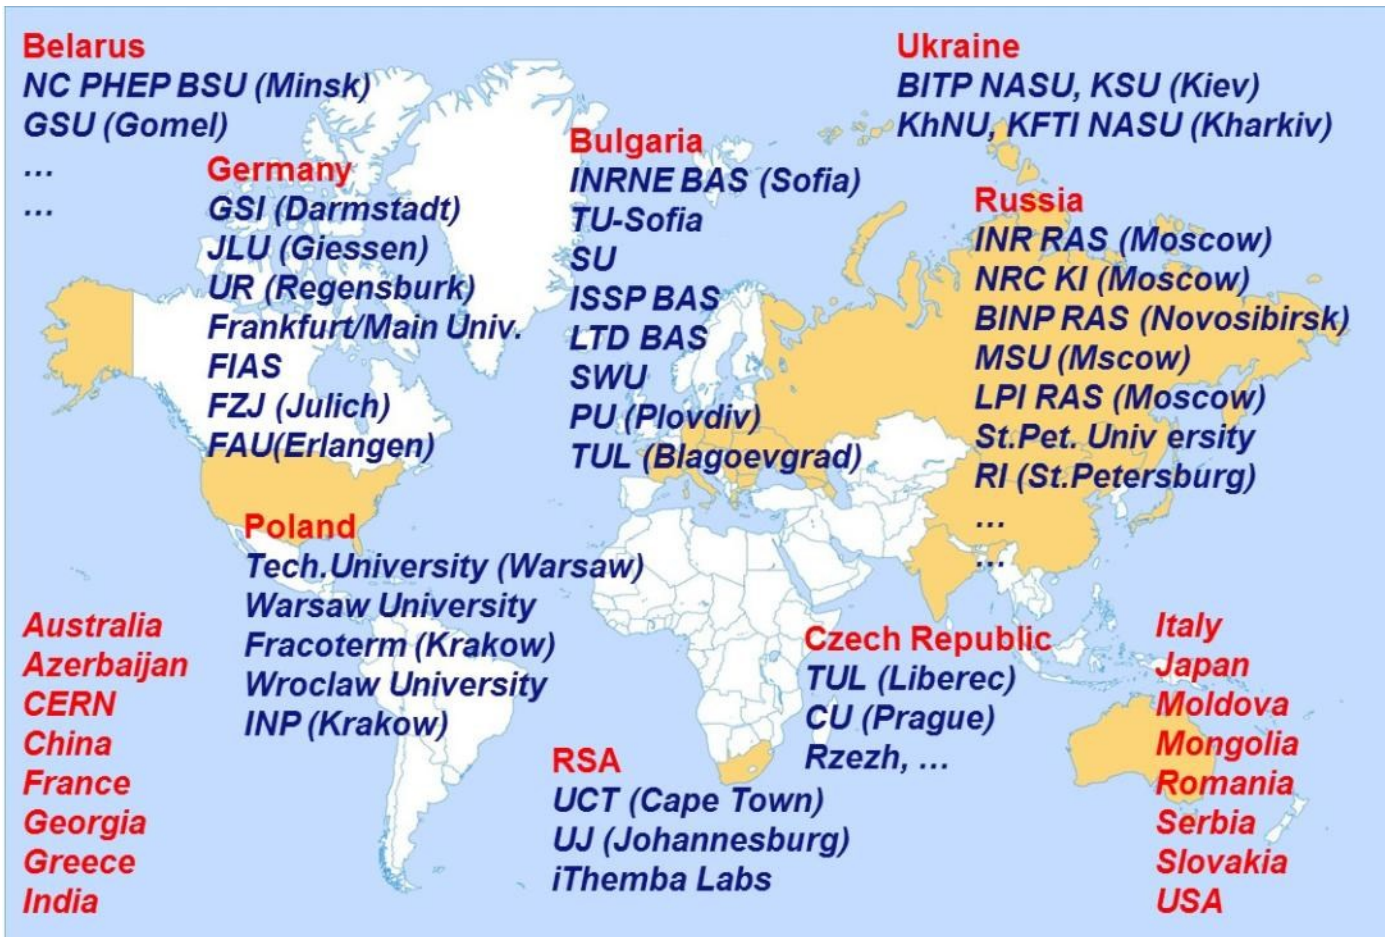 Belarus
NC PHEP BSU (Minsk)
GSU (Gomel)
...
...
Germany
GSI (Darmstadt)
JLU (Giessen)
UR (Regensburk)
Frankfurt/Main Univ.
FIAS
FZJ (Julich)
FAU(Erlangen)
Bulgaria
INRNE BAS (Sofia)
TU-Sofia
SU
ISSP BAS
LTD BAS
SWU
PU (Plovdiv)
TUL (Blagoevgrad)
Ukraine
BITP NASU, KSU (Kiev)
KhNU, KFTI NASU (Kharkiv)
Russia
INR RAS (Moscow)
NRC KI (Moscow)
BINP RAS (Novosibirsk)
MSU (Mscow)
LPI RAS (Moscow)
St.Pet. Univ ersity
RI (St.Petersburg)
...
...
Poland
Tech.University (Warsaw)
Warsaw University
Fracoterm (Krakow)
Wroclaw University
INP (Krakow)
Australia
Azerbaijan
CERN
China
France
Georgia
Greece
India
RSA
UCT (Cape Town)
UJ (Johannesburg)
iThemba Labs
Czech Republic
TUL (Liberec)
CU (Prague)
Rzezh, ...
Italy
Japan
Moldova
Mongolia
Romania
Serbia
Slovakia
USA